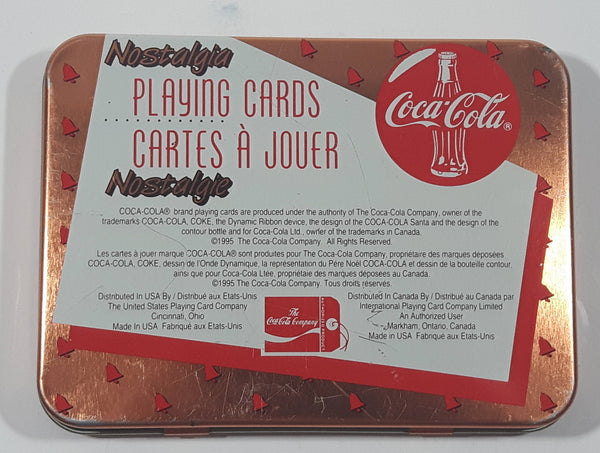 Nostalgia
PLAYING CARDS
CARTES À JOUER
Nostalgie
Coca-Cola®
COCA-COLA® brand playing cards are produced under the authority of The Coca-Cola Company, owner of the
trademarks COCA-COLA, COKE, the Dynamic Ribbon device, the design of the COCA-COLA Santa and the design of the
contour bottle and for Coca-Cola Ltd., owner of the trademarks in Canada.
©1995 The Coca-Cola Company. All Rights Reserved.
Les cartes à jouer marque COCA-COLA® sont produites pour The Coca-Cola Company, propriétaire des marques déposées
COCA-COLA, COKE, dessin de l'Onde Dynamique, la représentation du Père Noël COCA-COLA et dessin de la bouteille contour,
ainsi que pour Coca-Cola Ltée, propriétaire des marques déposées au Canada.
©1995 The Coca-Cola Company. Tous droits réservés.
Distributed In USA By / Distribué aux Etats-Unis
The United States Playing Card Company
Cincinnati, Ohio
Made In USA Fabriqué aux Etats-Unis
The
Coca-Cola Company
Distributed In Canada By / Distribué au Canada par
International Playing Card Company Limited
An Authorized User
Markham, Ontario, Canada
Made in USA Fabriqué aux Etats-Unis